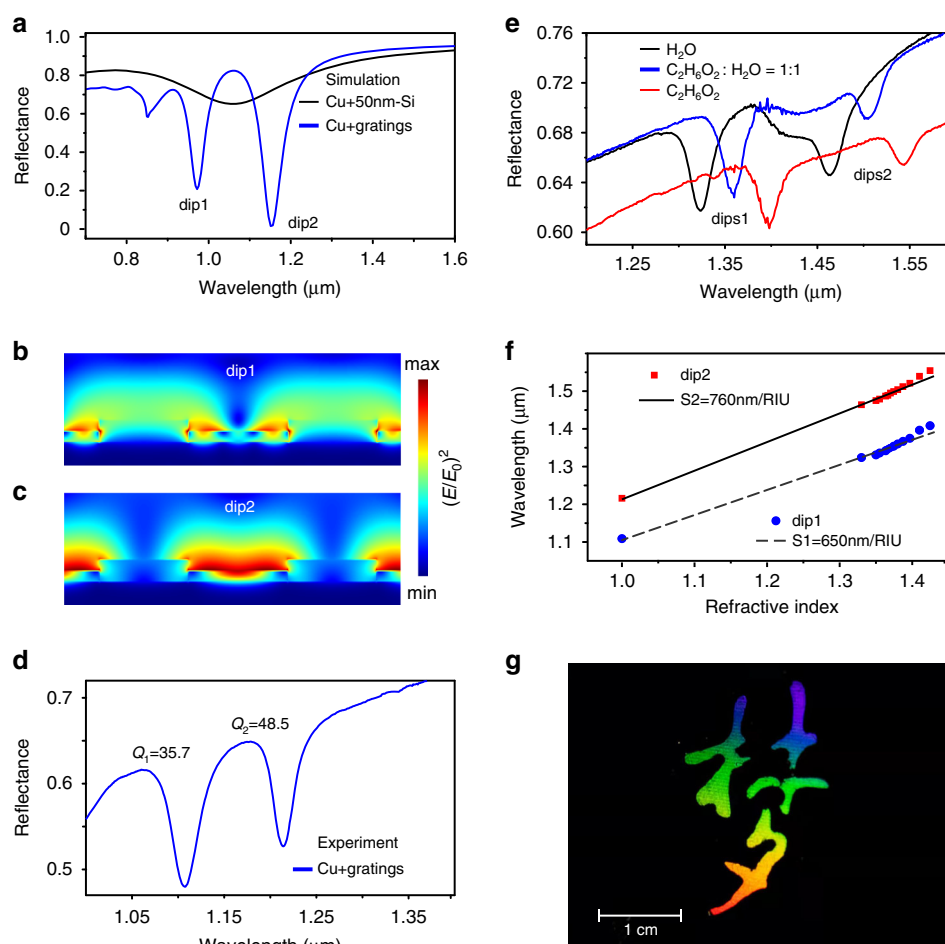 a
1.0
0.8
0.6
0.4
0.2
0
Reflectance
Simulation
Cu+50nm-Si
Cu+gratings
dip1
dip2
0.8
1.0
1.2
1.4
1.6
Wavelength (μm)
b
dip1
c
dip2
max
(E/E₀)²
min
d
0.7
0.6
0.5
Reflectance
Q₁=35.7
Q₂=48.5
Experiment
Cu+gratings
1.05
1.15
1.25
1.35
Wavelength (μm)
e
0.76
0.72
0.68
0.64
0.60
Reflectance
H₂O
C₂H₆O₂ : H₂O = 1:1
C₂H₆O₂
dips1
dips2
1.25
1.35
1.45
1.55
Wavelength (μm)
f
1.5
1.4
1.3
1.2
1.1
Wavelength (μm)
dip2
S2=760nm/RIU
dip1
S1=650nm/RIU
1.0
1.1
1.2
1.3
1.4
Refractive index
g
1 cm